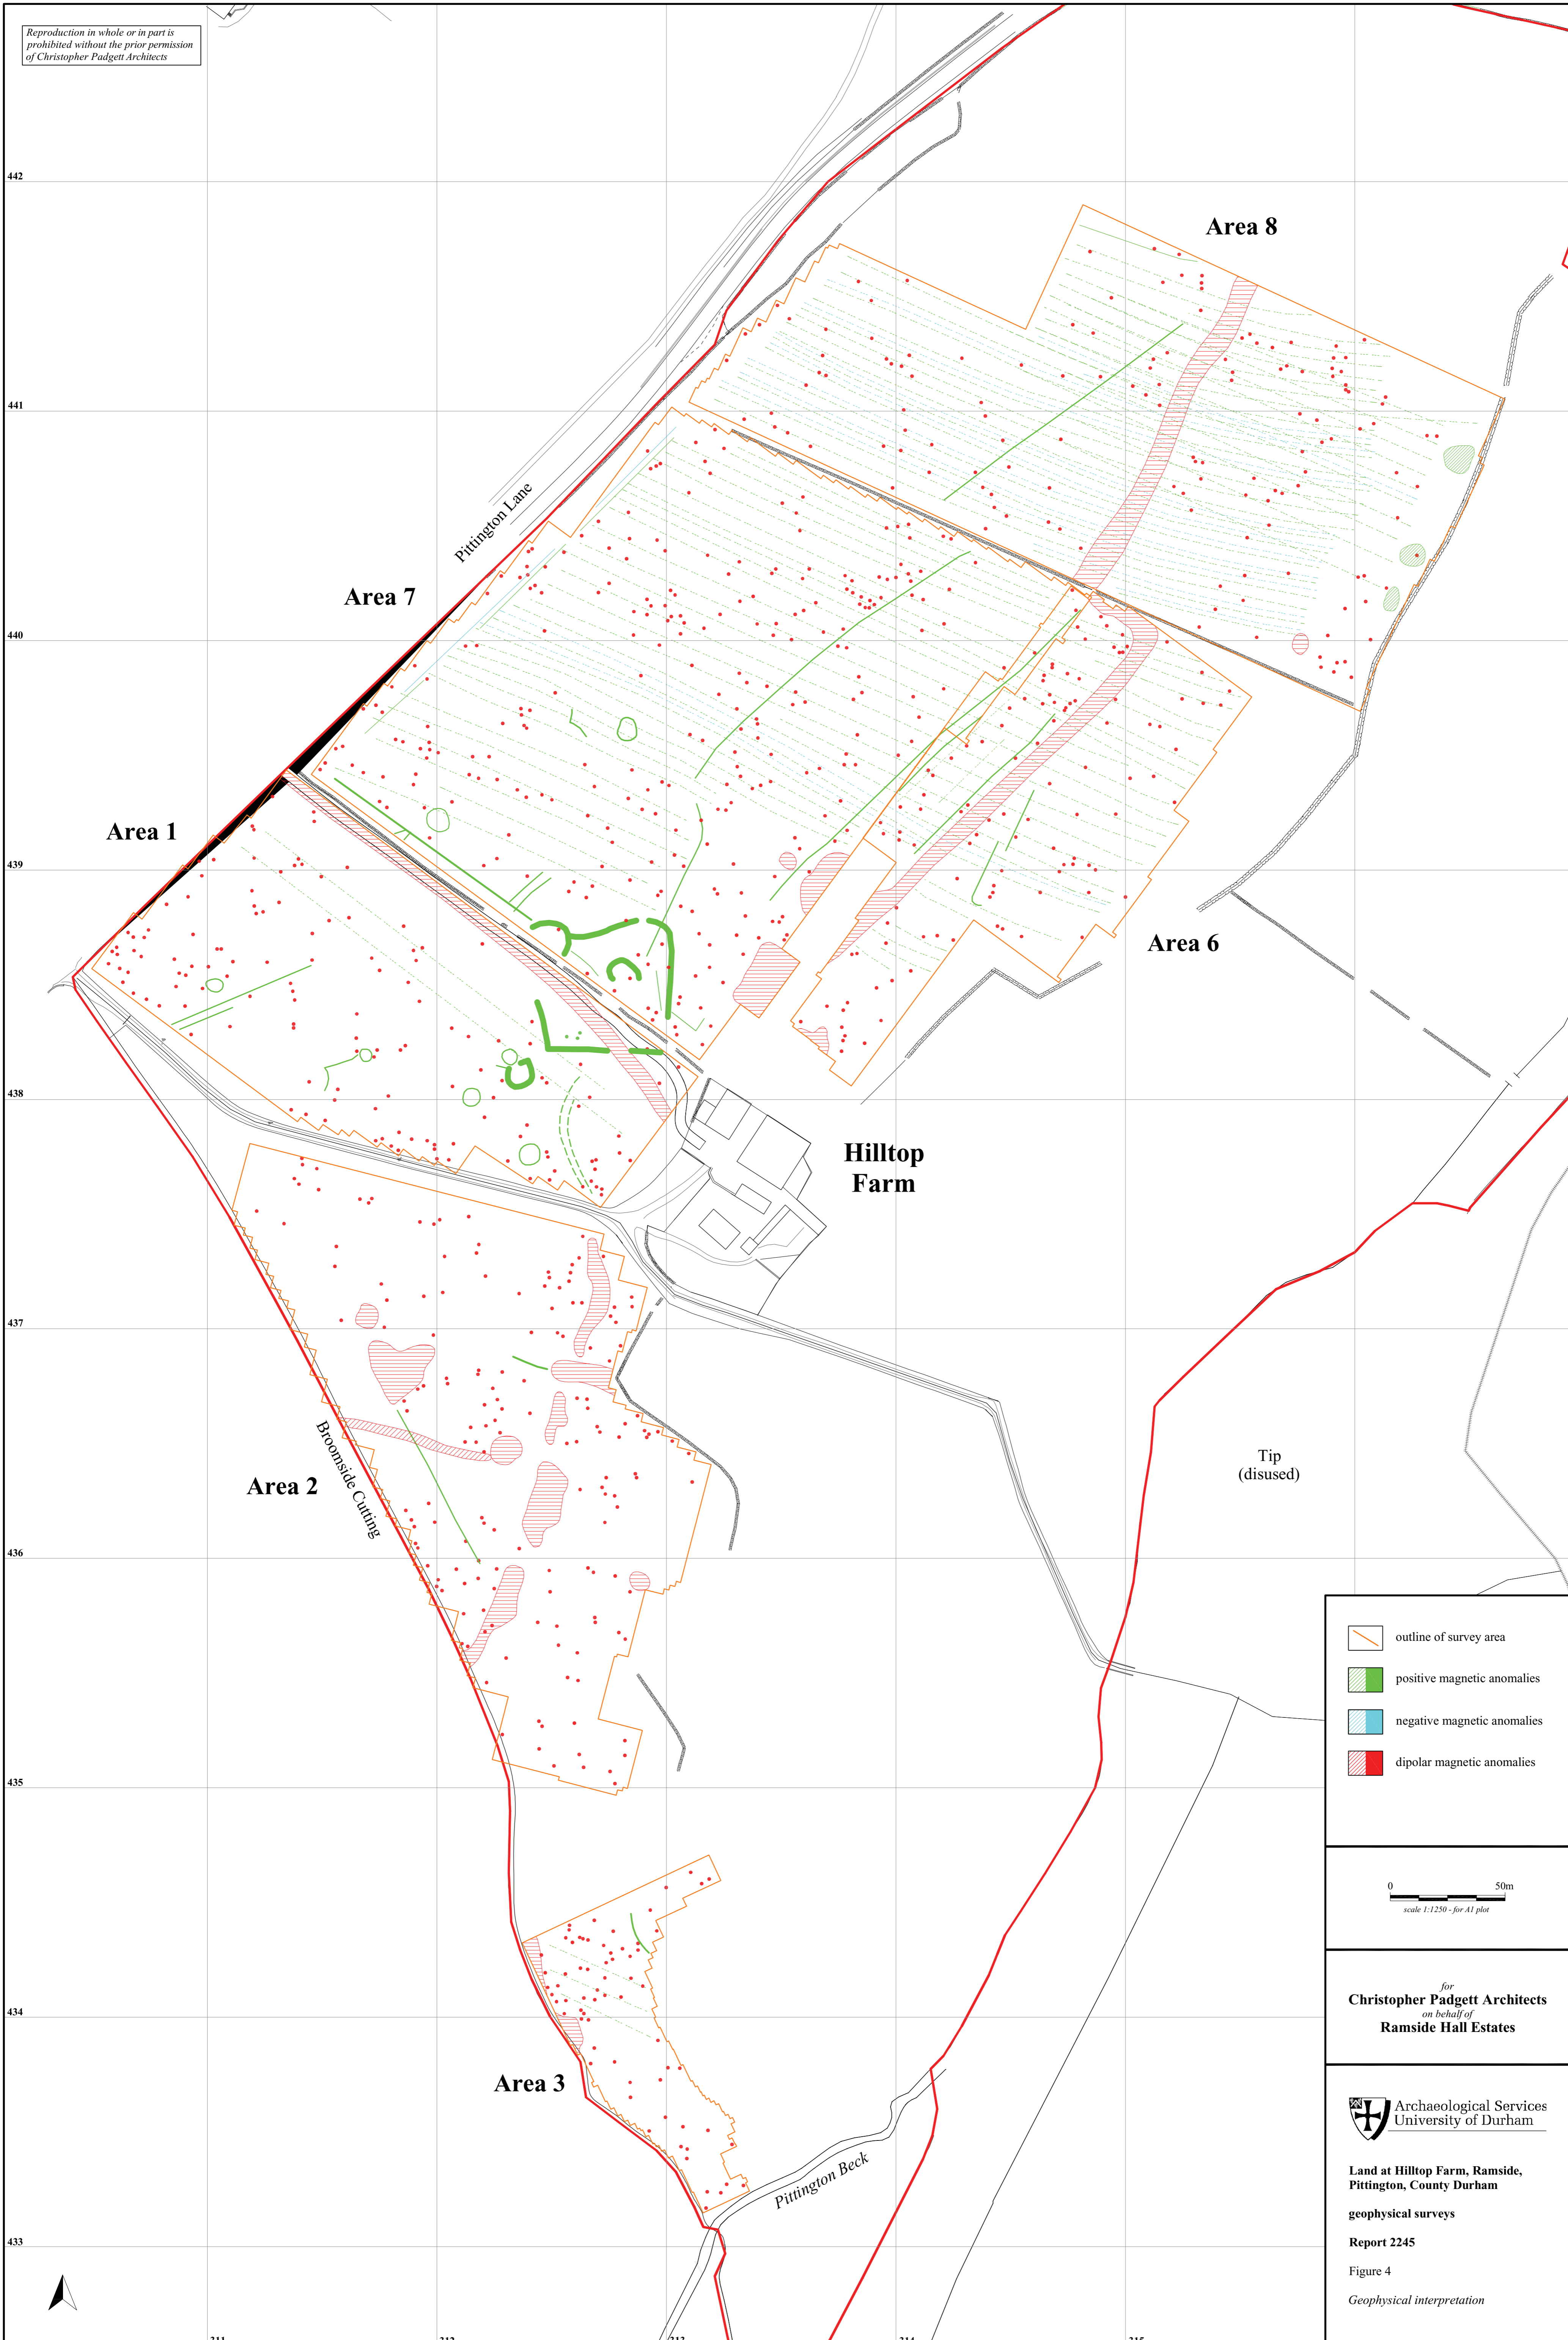 Reproduction in whole or in part is
prohibited without the prior permission
of Christopher Padgett Architects
442
Area 8
441
Pittington Lane
Area 7
440
Area 1
439
Area 6
438
Hilltop
Farm
437
Broomside Cutting
Area 2
Tip
(disused)
436
outline of survey area
positive magnetic anomalies
negative magnetic anomalies
dipolar magnetic anomalies
435
0 50m
scale 1:1250 - for A1 plot
for
Christopher Padgett Architects
on behalf of
Ramside Hall Estates
434
Area 3
Pittington Beck
Archaeological Services
University of Durham
Land at Hilltop Farm, Ramside,
Pittington, County Durham
geophysical surveys
Report 2245
Figure 4
Geophysical interpretation
433
311 312 313 314 315